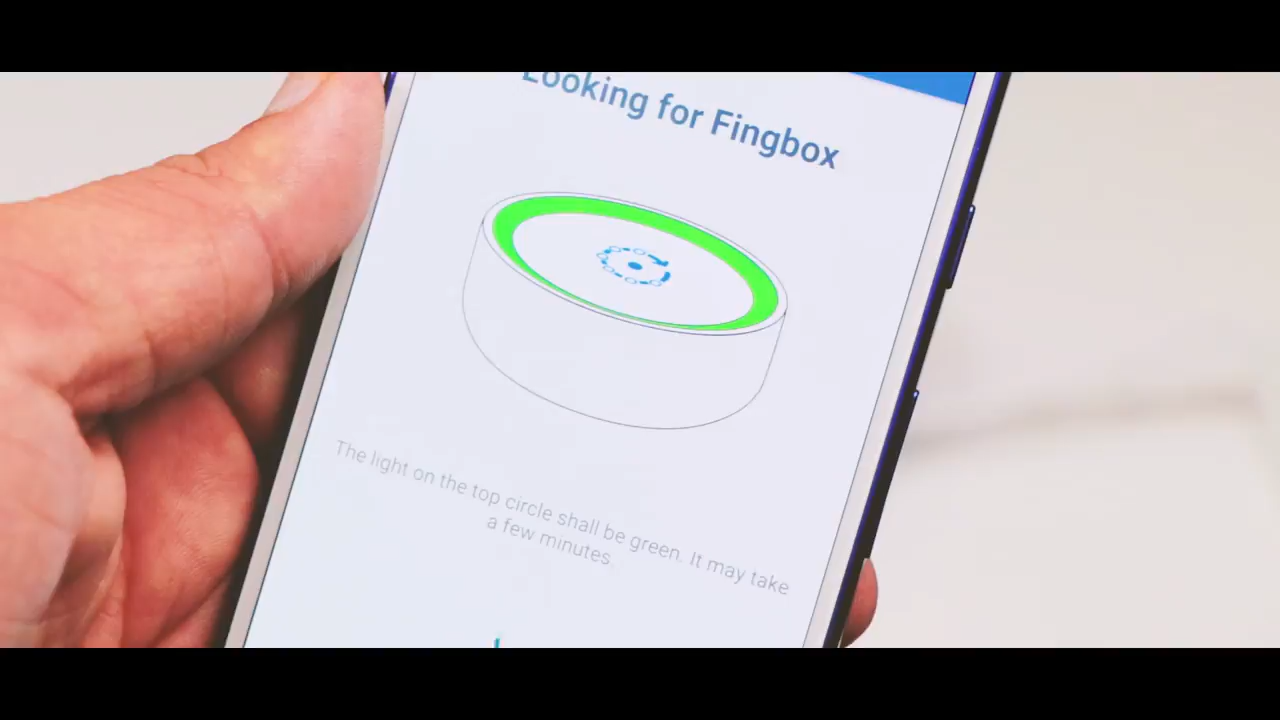 Looking for Fingbox
The light on the top circle shall be green. It may take
a few minutes.